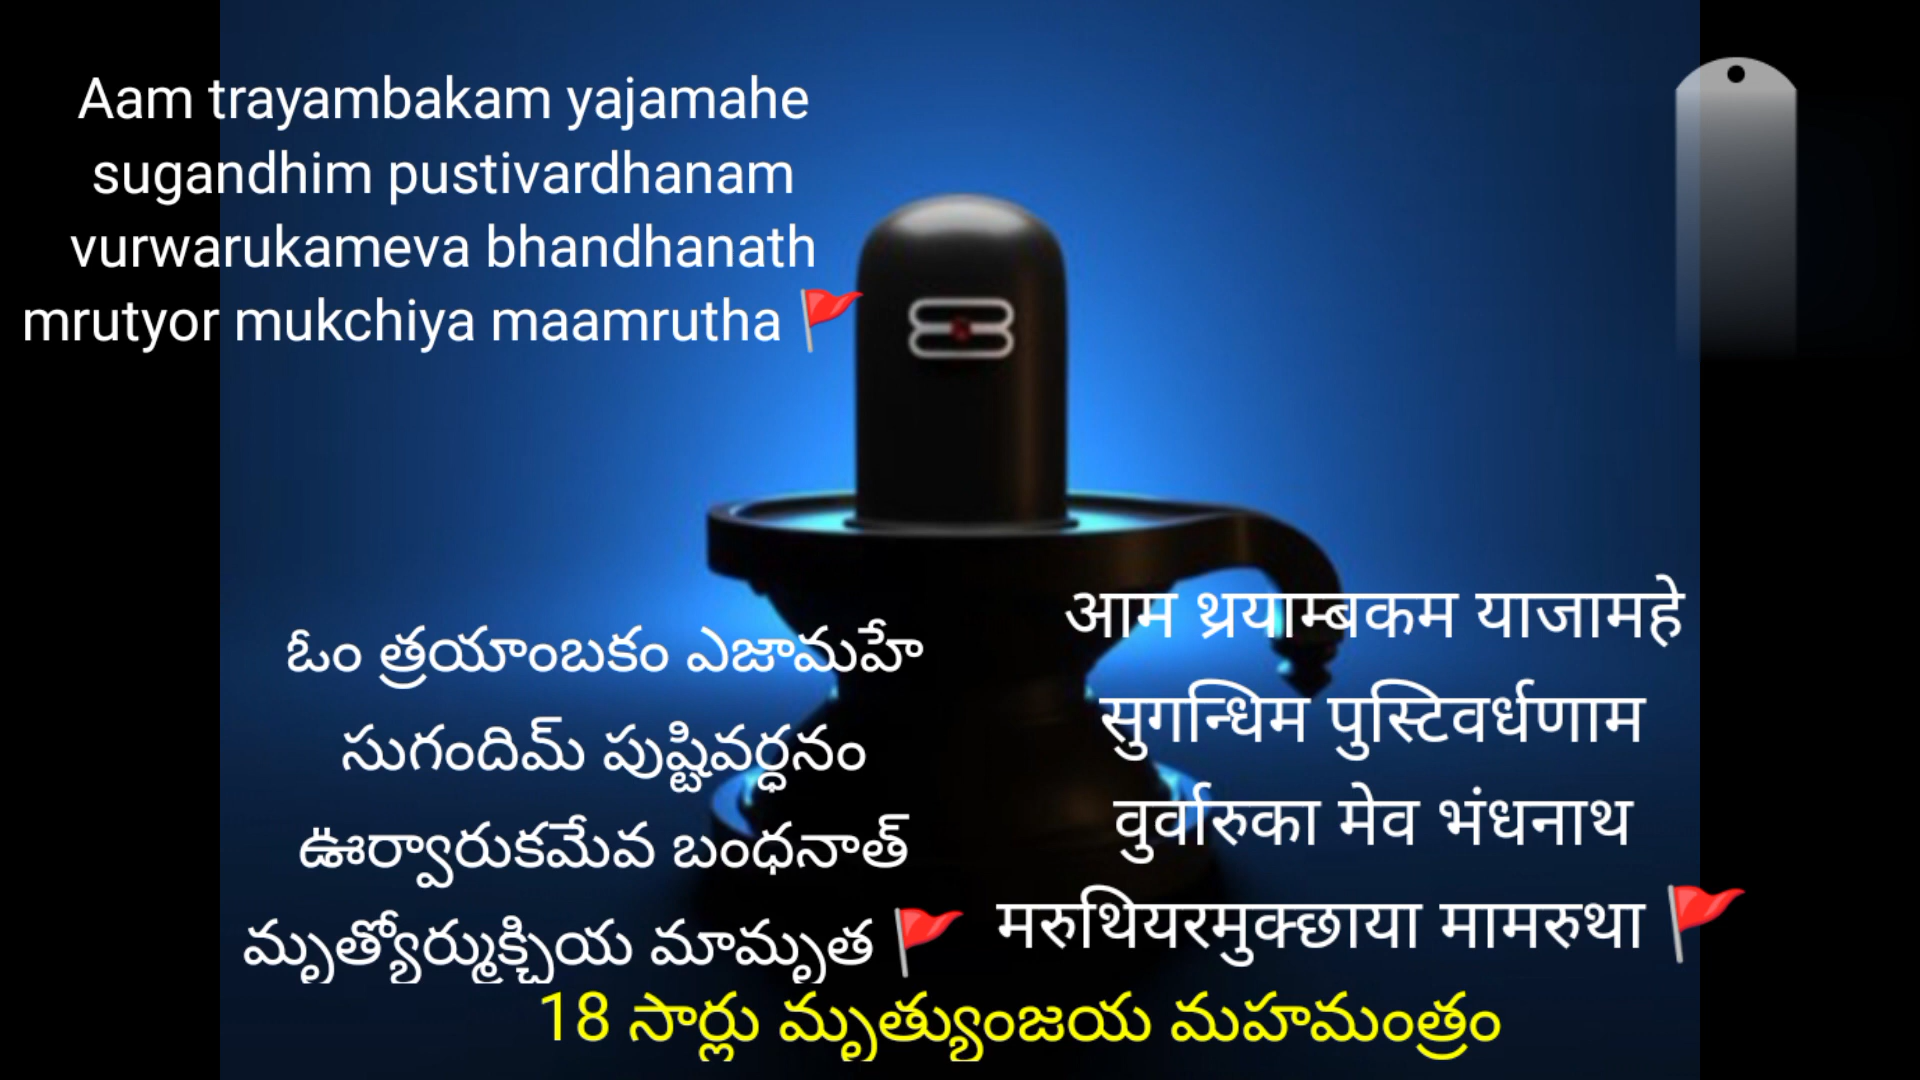 Aam trayambakam yajamahe
sugandhim pustivardhanam
vurwarukameva bhandhanath
mrutyor mukchiya maamrutha 🚩
ఓం త్రయాంబకం ఎజామహే
సుగందిమ్ పుష్టివర్ధనం
ఊర్వారుకమేవ బంధనాత్
మృత్యోర్ముక్చియ మామృత 🚩
आम थ्रयाम्बकम याजामहे
सुगन्धिम पुस्टिवर्धणाम
वुर्वारुका मेव भंधनाथ
मरुथियरमुक्छाया मामरुथा 🚩
18 సార్లు మృత్యుంజయ మహమంత్రం